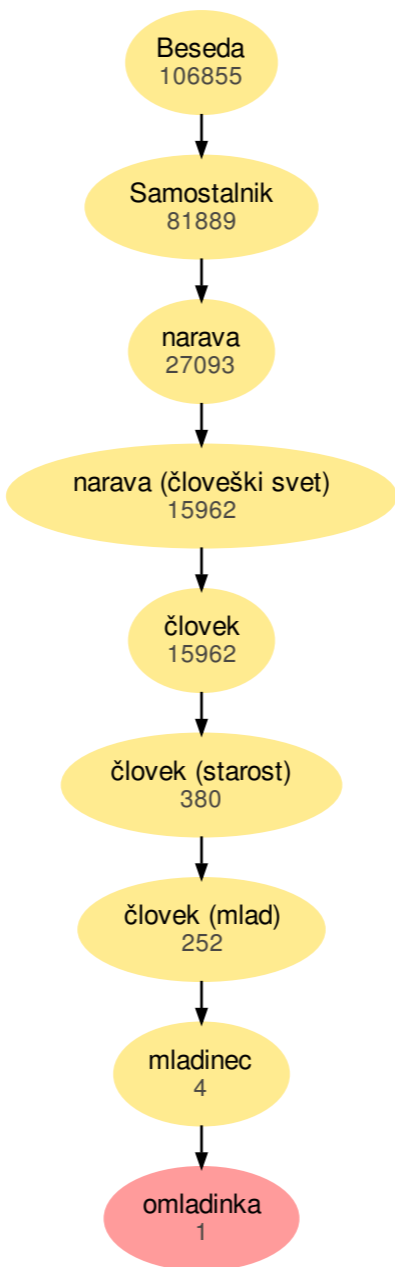 Beseda
106855
Samostalnik
81889
narava
27093
narava (človeški svet)
15962
človek
15962
človek (starost)
380
človek (mlad)
252
mladinec
4
omladinka
1